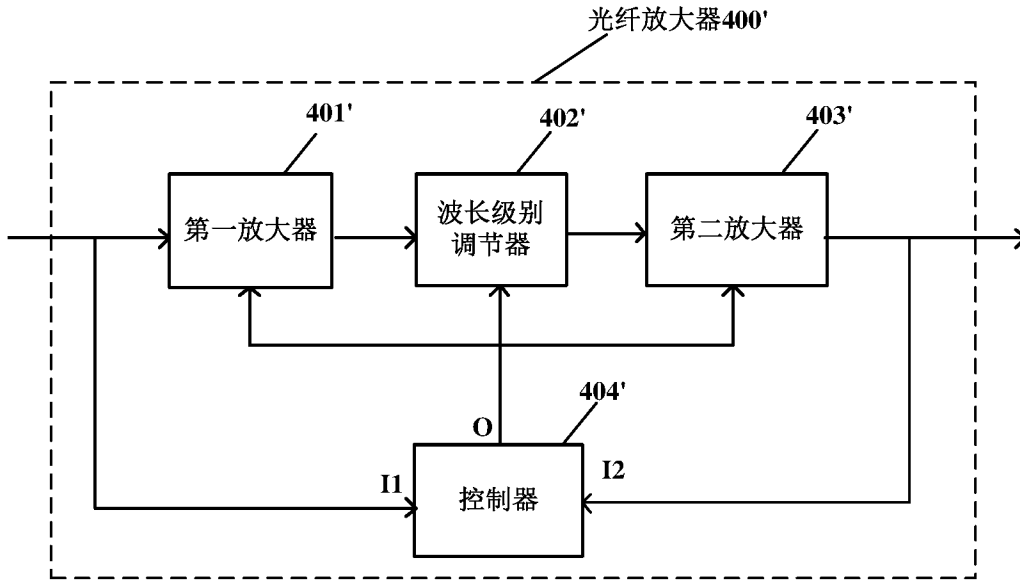 光纤放大器400'
401'
402'
403'
第一放大器
波长级别
调节器
第二放大器
404'
O
I1
I2
控制器